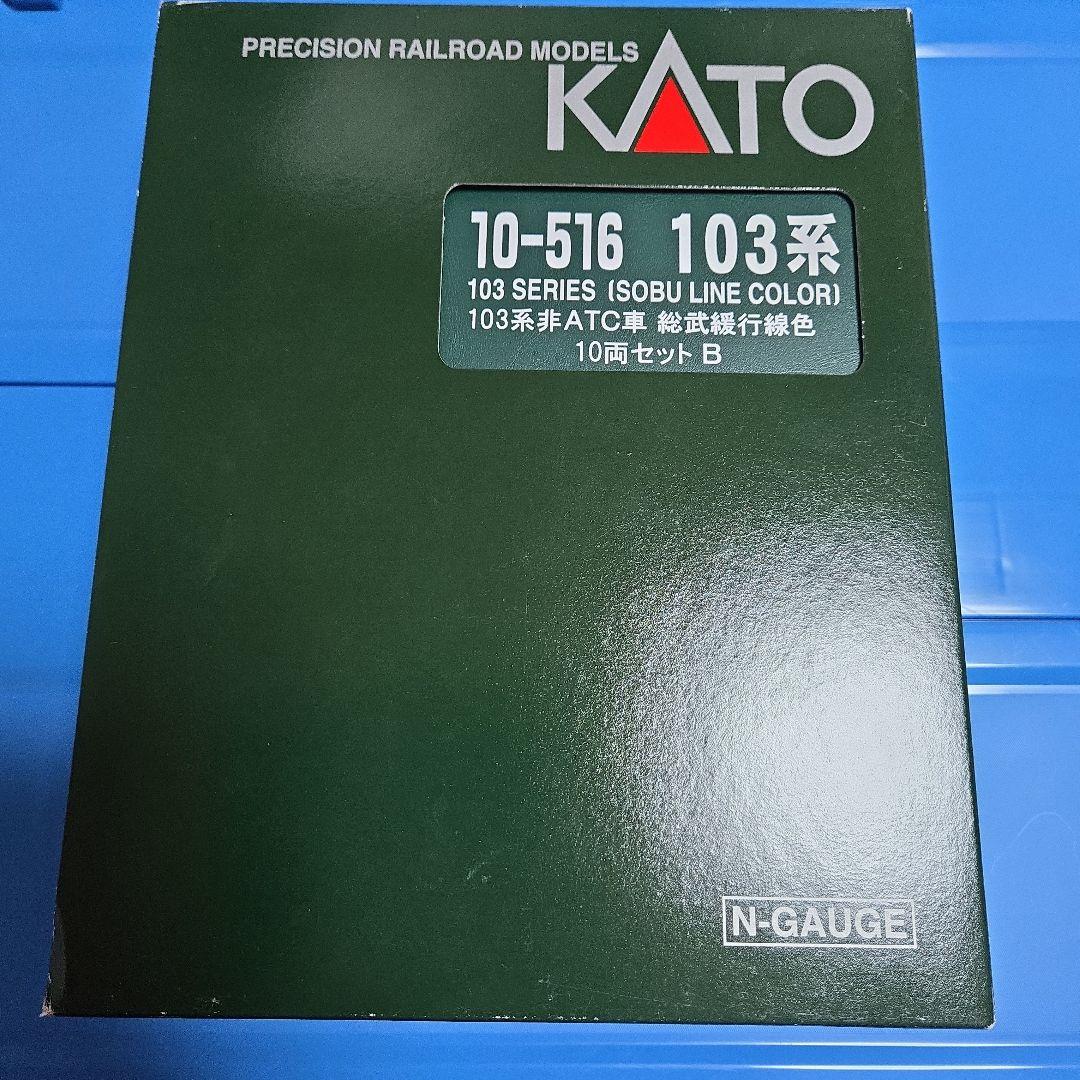 PRECISION RAILROAD MODELS
KATO
10-516 103系
103 SERIES (SOBU LINE COLOR)
103系非ATC車 総武緩行線色
10両セット B
N-GAUGE